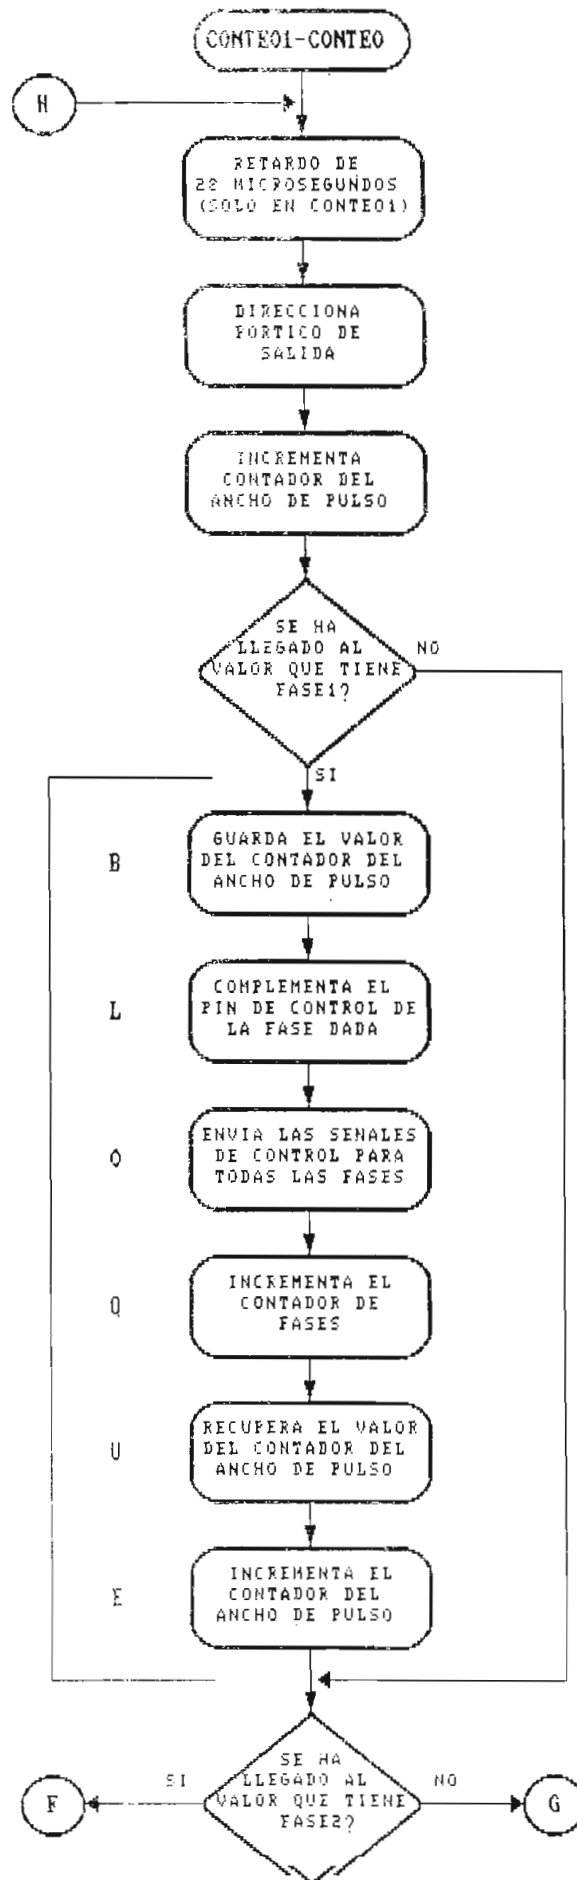 CONTEO1-CONTEO
H
RETARDO DE
28 MICROSEGUNDOS
(SOLO EN CONTEO1)
DIRECCIONA
PORTICO DE
SALIDA
INCREMENTA
CONTADOR DEL
ANCHO DE PULSO
SE HA
LLEGADO AL
VALOR QUE TIENE
FASE1?
NO
SI
B
GUARDA EL VALOR
DEL CONTADOR DEL
ANCHO DE PULSO
L
COMPLEMENTA EL
PIN DE CONTROL DE
LA FASE DADA
O
ENVIA LAS SENALES
DE CONTROL PARA
TODAS LAS FASES
Q
INCREMENTA EL
CONTADOR DE
FASES
U
RECUPERA EL VALOR
DEL CONTADOR DEL
ANCHO DE PULSO
E
INCREMENTA EL
CONTADOR DEL
ANCHO DE PULSO
SE HA
LLEGADO AL
VALOR QUE TIENE
FASE2?
SI
NO
F
G